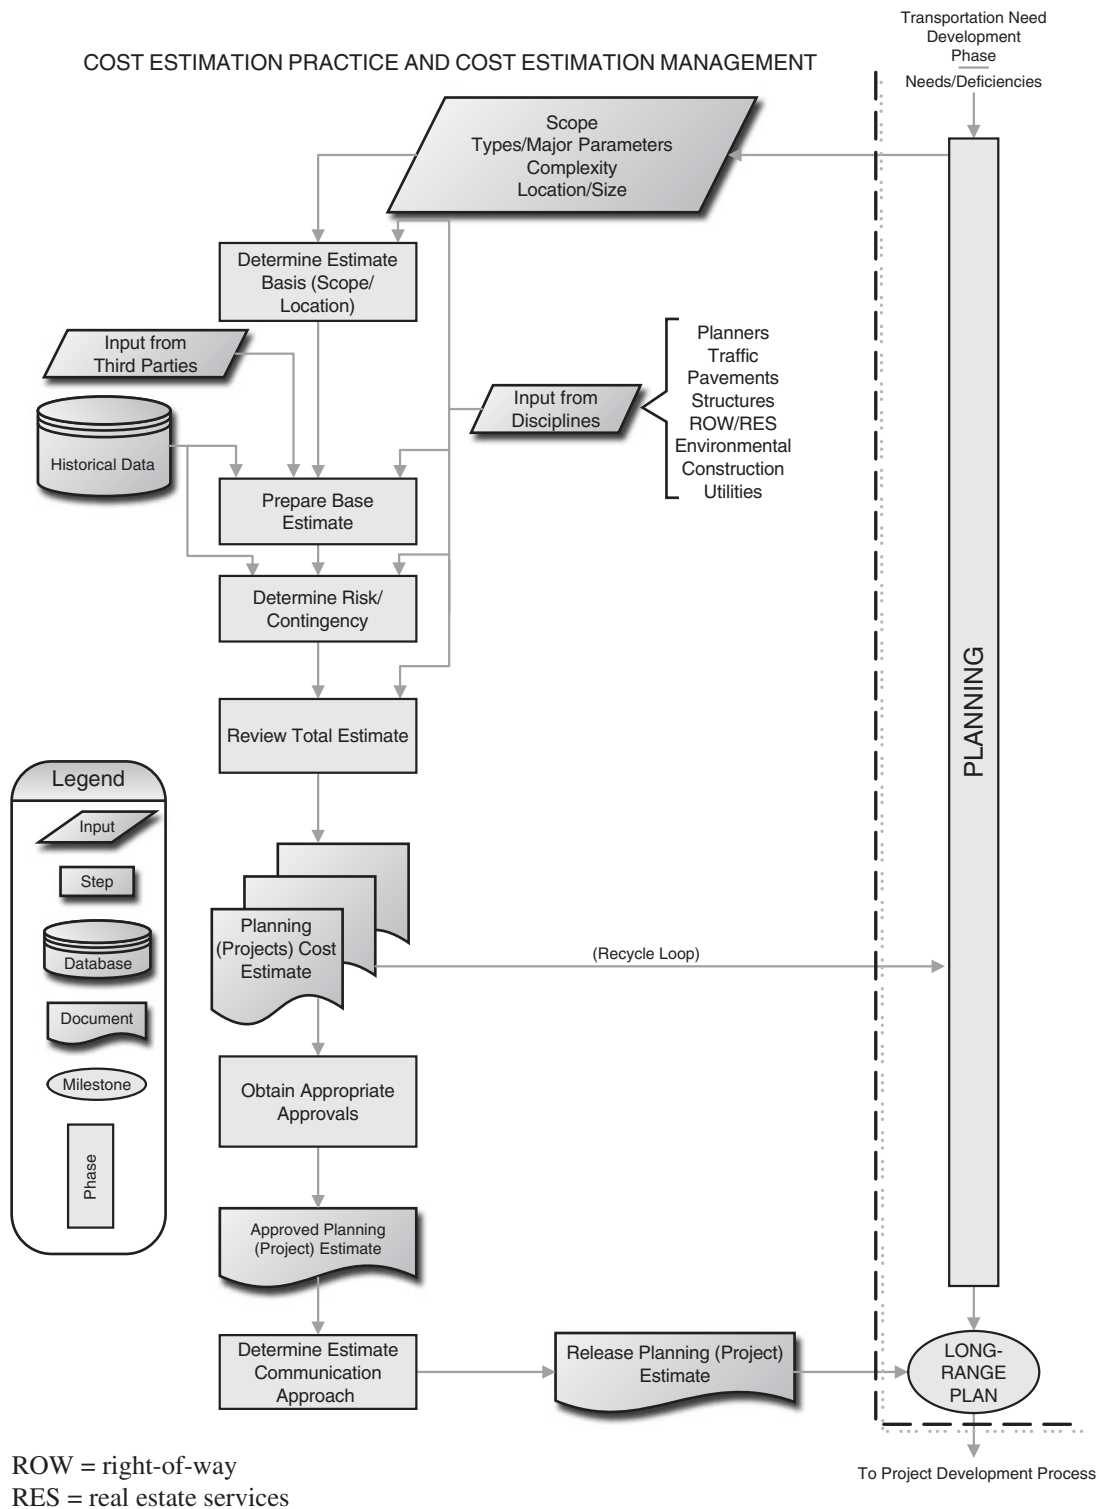 Transportation Need
Development
Phase
Needs/Deficiencies
COST ESTIMATION PRACTICE AND COST ESTIMATION MANAGEMENT
Scope
Types/Major Parameters
Complexity
Location/Size
Determine Estimate
Basis (Scope/
Location)
Input from
Third Parties
Historical Data
Input from
Disciplines
Planners
Traffic
Pavements
Structures
ROW/RES
Environmental
Construction
Utilities
Prepare Base
Estimate
Determine Risk/
Contingency
Review Total Estimate
PLANNING
Legend
Input
Step
Database
Document
Milestone
Phase
Planning
(Projects) Cost
Estimate
(Recycle Loop)
Obtain Appropriate
Approvals
Approved Planning
(Project) Estimate
Determine Estimate
Communication
Approach
Release Planning (Project)
Estimate
LONG-
RANGE
PLAN
To Project Development Process
ROW = right-of-way
RES = real estate services